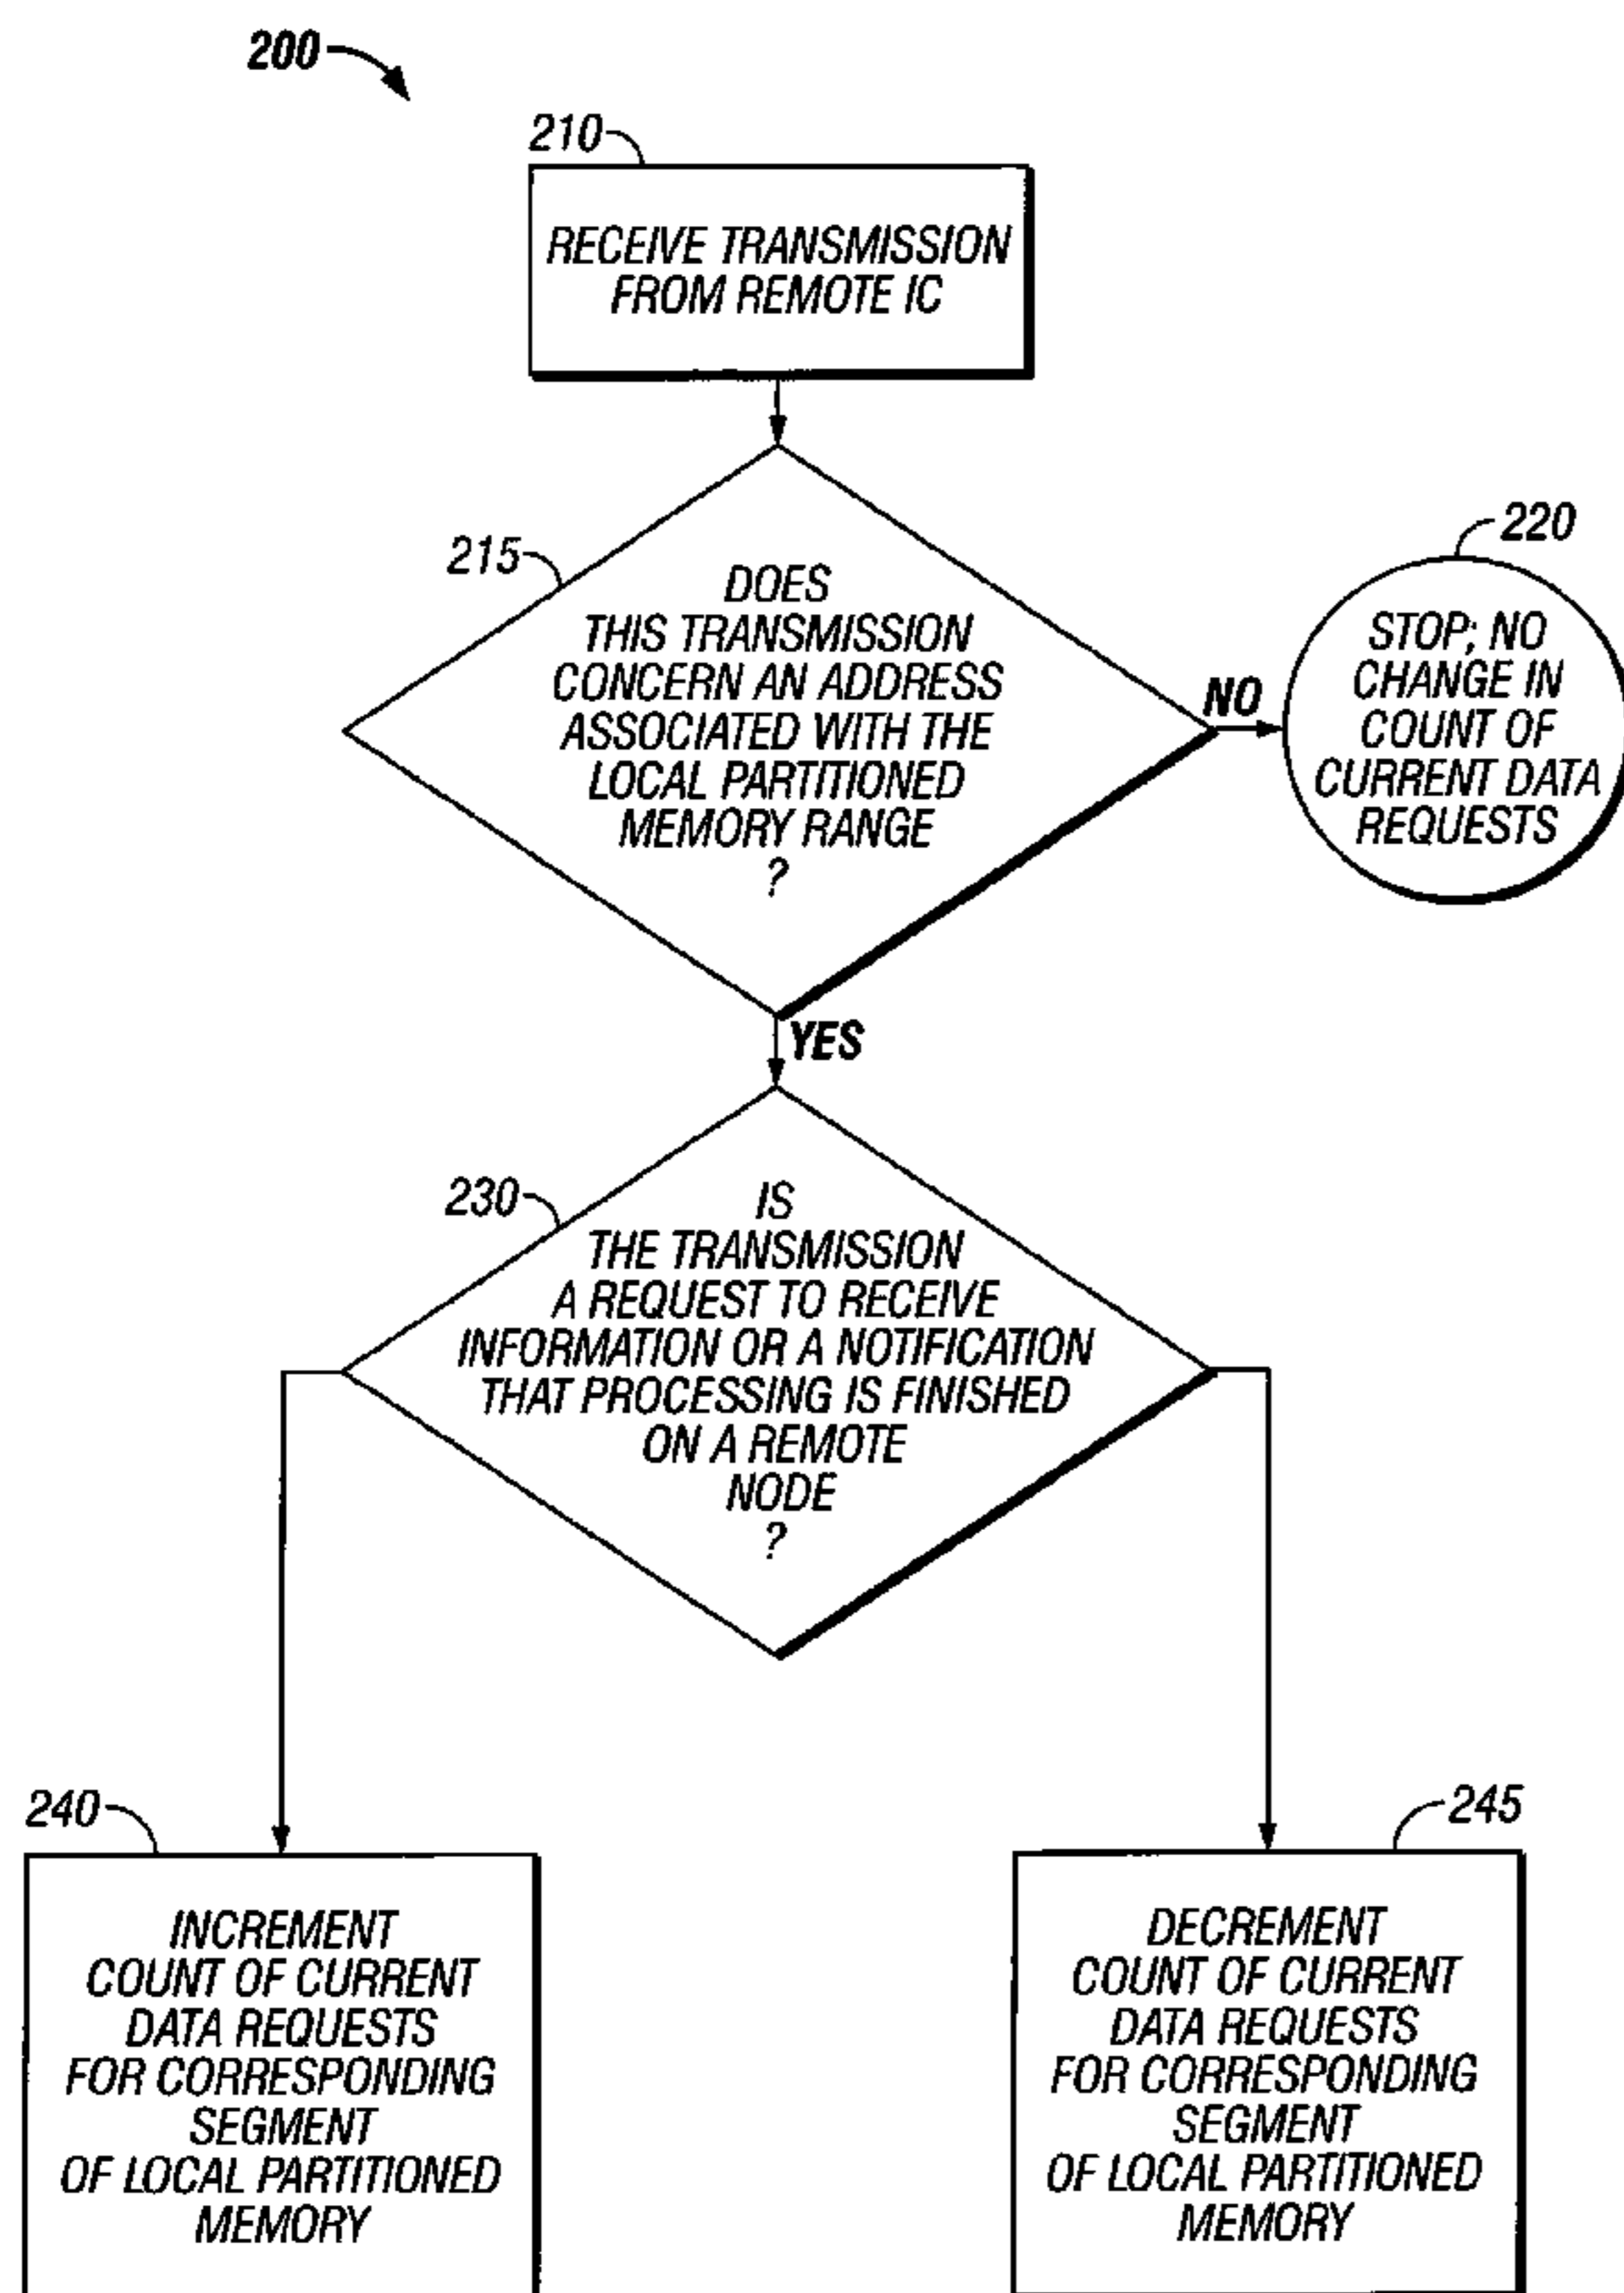 200
210
RECEIVE TRANSMISSION
FROM REMOTE IC
215
DOES
THIS TRANSMISSION
CONCERN AN ADDRESS
ASSOCIATED WITH THE
LOCAL PARTITIONED
MEMORY RANGE
?
NO
220
STOP; NO
CHANGE IN
COUNT OF
CURRENT DATA
REQUESTS
YES
230
IS
THE TRANSMISSION
A REQUEST TO RECEIVE
INFORMATION OR A NOTIFICATION
THAT PROCESSING IS FINISHED
ON A REMOTE
NODE
?
240
INCREMENT
COUNT OF CURRENT
DATA REQUESTS
FOR CORRESPONDING
SEGMENT
OF LOCAL PARTITIONED
MEMORY
245
DECREMENT
COUNT OF CURRENT
DATA REQUESTS
FOR CORRESPONDING
SEGMENT
OF LOCAL PARTITIONED
MEMORY